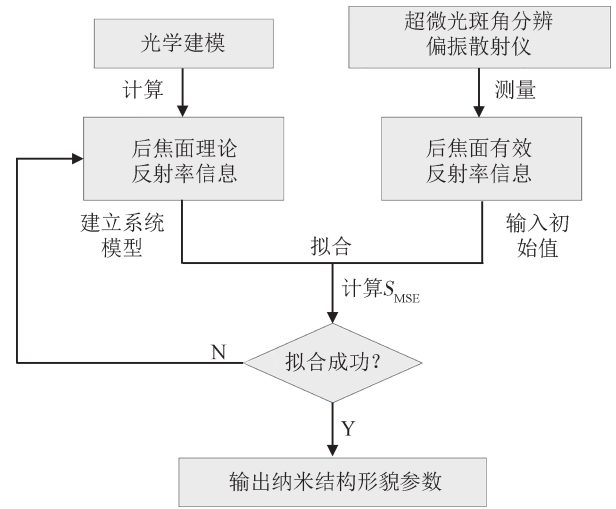 光学建模
超微光斑角分辨
偏振散射仪
计算
测量
后焦面理论
反射率信息
后焦面有效
反射率信息
建立系统
模型
拟合
输入初
始值
计算S_MSE
N
拟合成功?
Y
输出纳米结构形貌参数